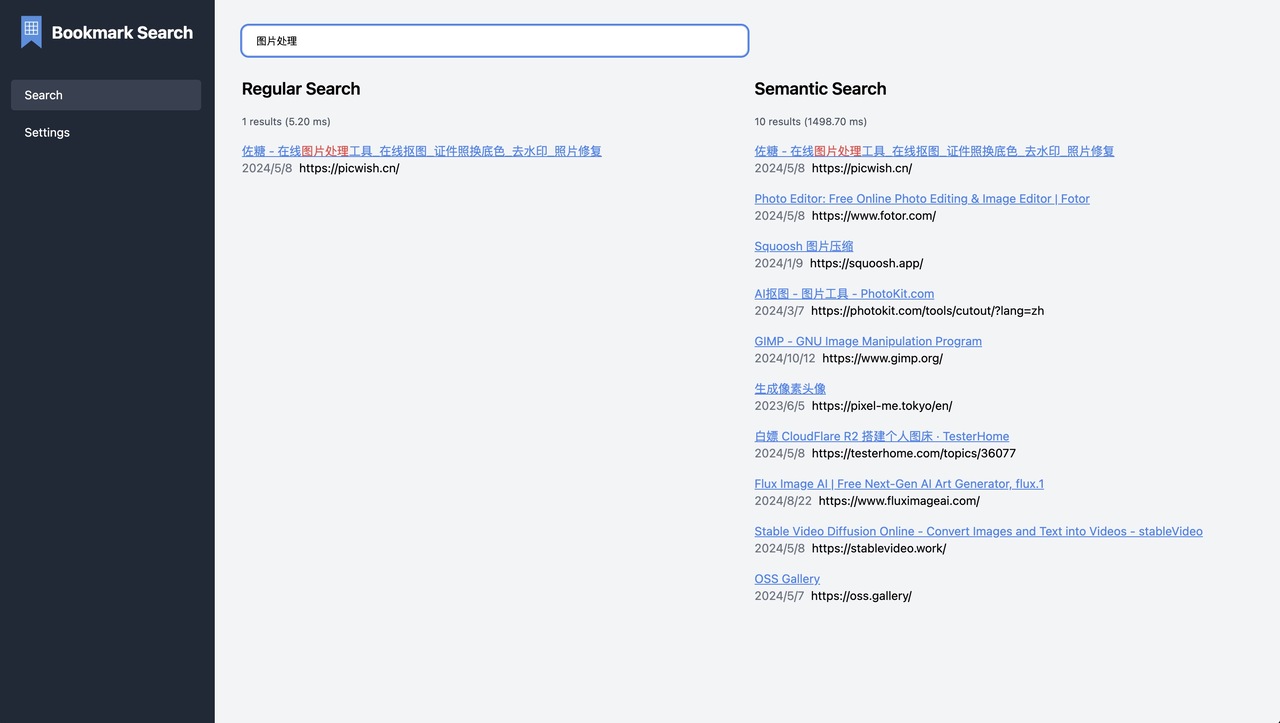 Bookmark Search
Search
Settings
图片处理
Regular Search
1 results (5.20 ms)
佐糖 - 在线图片处理工具_在线抠图_证件照换底色_去水印_照片修复
2024/5/8 https://picwish.cn/
Semantic Search
10 results (1498.70 ms)
佐糖 - 在线图片处理工具_在线抠图_证件照换底色_去水印_照片修复
2024/5/8 https://picwish.cn/
Photo Editor: Free Online Photo Editing & Image Editor | Fotor
2024/5/8 https://www.fotor.com/
Squoosh 图片压缩
2024/1/9 https://squoosh.app/
AI抠图 - 图片工具 - PhotoKit.com
2024/3/7 https://photokit.com/tools/cutout/?lang=zh
GIMP - GNU Image Manipulation Program
2024/10/12 https://www.gimp.org/
生成像素头像
2023/6/5 https://pixel-me.tokyo/en/
白嫖 CloudFlare R2 搭建个人图床 · TesterHome
2024/5/8 https://testerhome.com/topics/36077
Flux Image AI | Free Next-Gen AI Art Generator, flux.1
2024/8/22 https://www.fluximageai.com/
Stable Video Diffusion Online - Convert Images and Text into Videos - stableVideo
2024/5/8 https://stablevideo.work/
OSS Gallery
2024/5/7 https://oss.gallery/